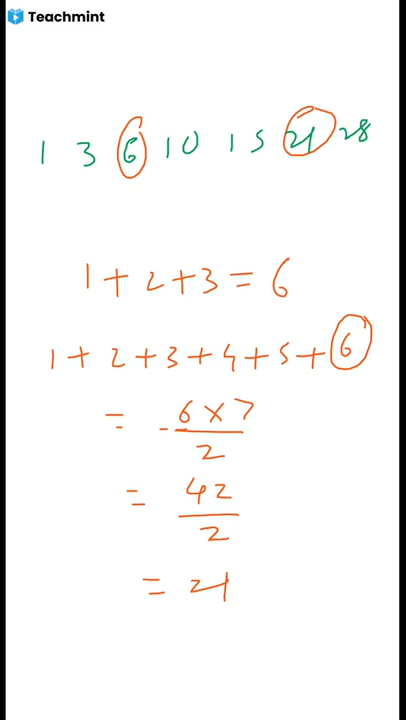 Teachmint
1 3 6 10 15 21 28
1 + 2 + 3 = 6
1 + 2 + 3 + 4 + 5 + 6
= 6 × 7
2
= 42
2
= 21